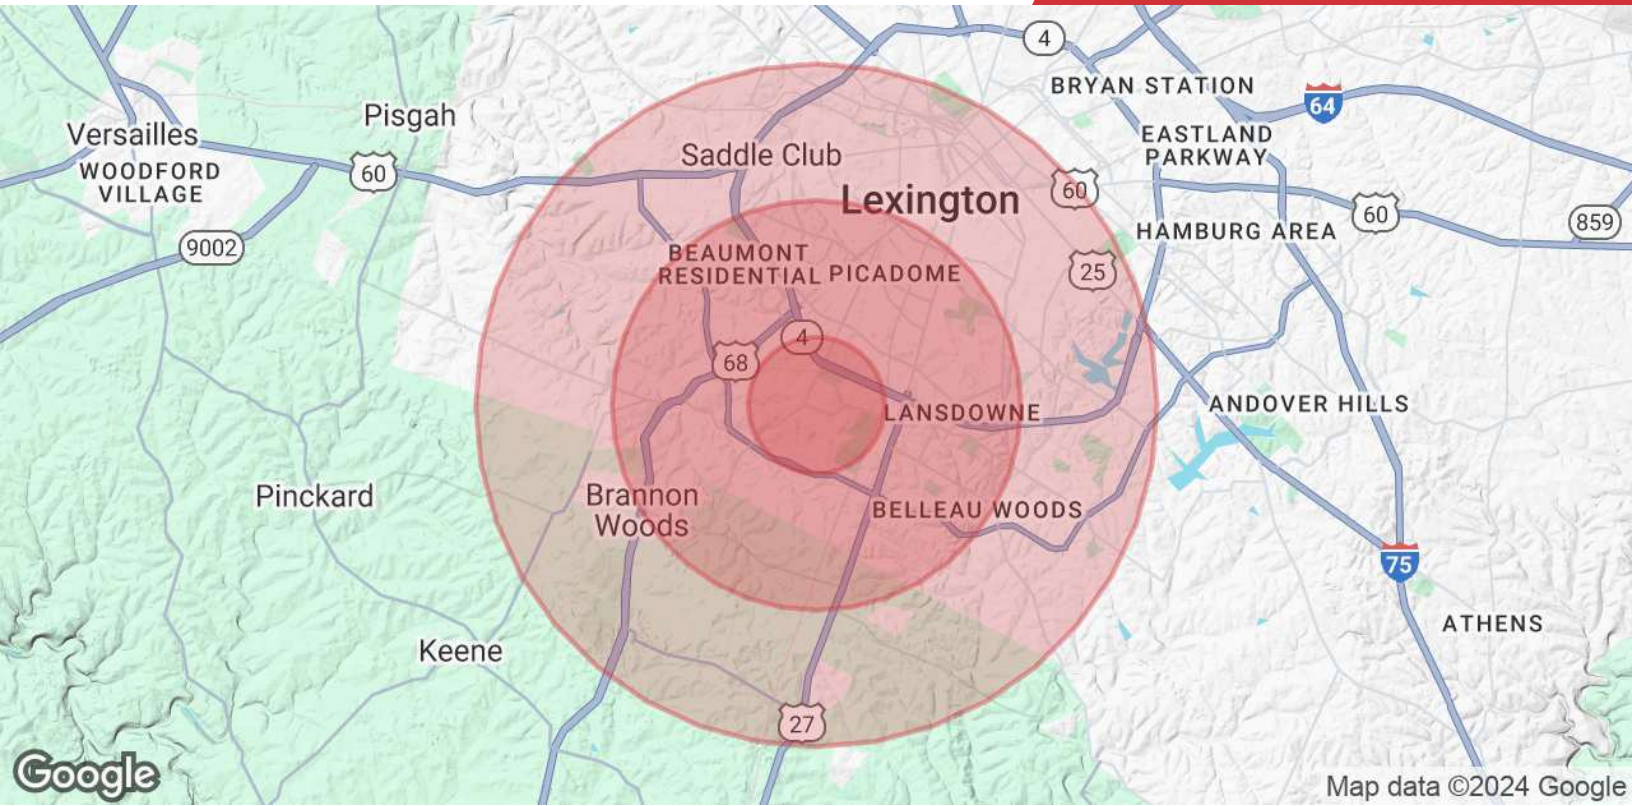 4
BRYAN STATION
64
Pisgah
Versailles
EASTLAND
PARKWAY
Saddle Club
WOODFORD
VILLAGE
60
60
Lexington
60
859
9002
HAMBURG AREA
BEAUMONT
RESIDENTIAL
PICADOME
25
4
68
LANSDOWNE
ANDOVER HILLS
Pinckard
Brannon
Woods
BELLEAU WOODS
75
ATHENS
Keene
27
Google
Map data ©2024 Google